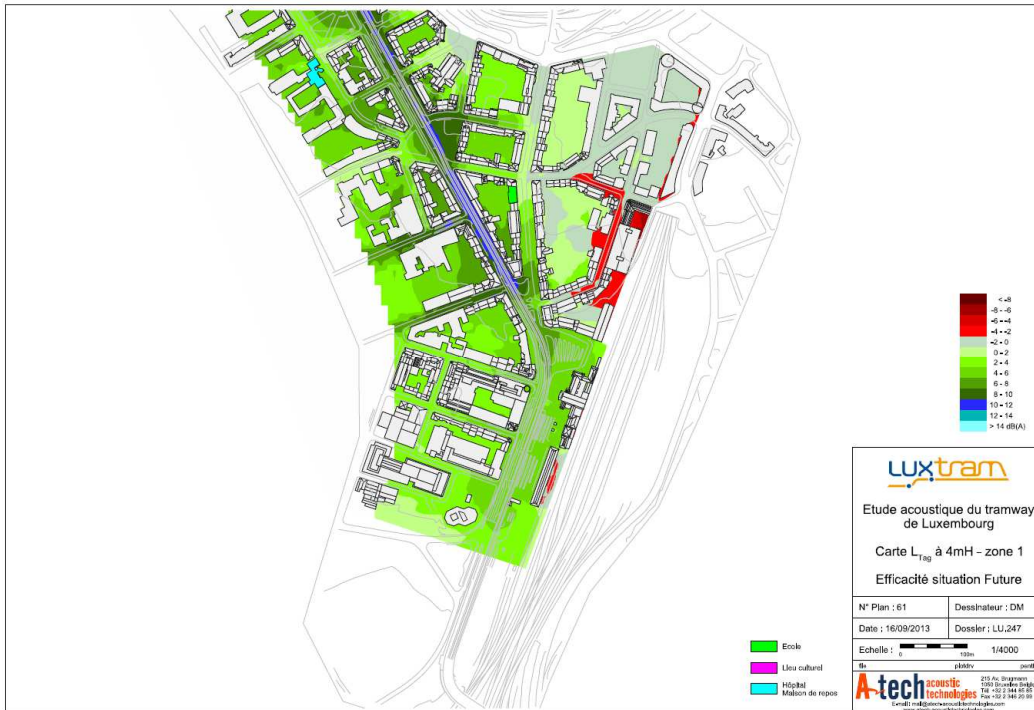 < -8
-8 - -6
-6 - -4
-4 - -2
-2 - 0
0 - 2
2 - 4
4 - 6
6 - 8
8 - 10
10 - 12
12 - 14
> 14 dB(A)
LUXtram
Etude acoustique du tramway
de Luxembourg
Carte LTag à 4mH - zone 1
Efficacité situation Future
N° Plan : 61
Dessinateur : DM
Date : 16/09/2013
Dossier : LU.247
Echelle :
0 100m
1/4000
file plotdrv
A-tech acoustic
technologies
215 Av. Brugmann
Ecole
Lieu culturel
Hôpital
Maison de repos